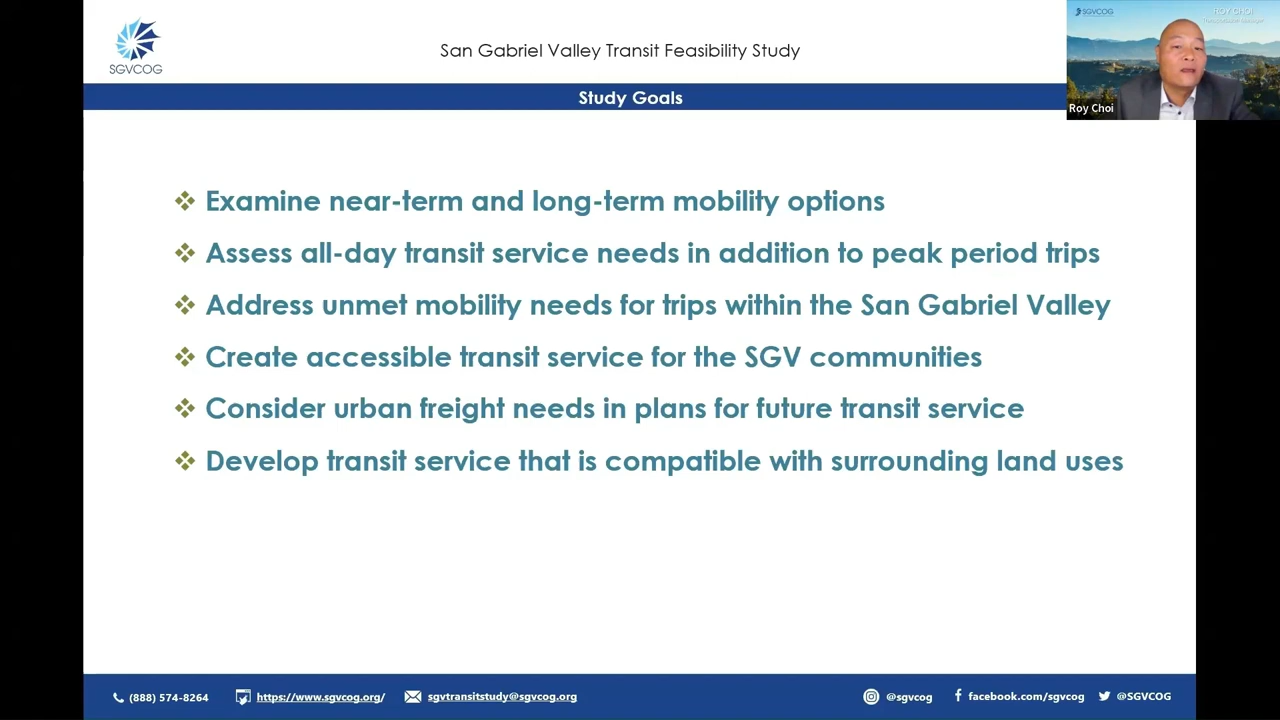 SGVCOG
San Gabriel Valley Transit Feasibility Study
SGVCOG
ROY CHOI
Roy Choi
Study Goals
❖ Examine near-term and long-term mobility options
❖ Assess all-day transit service needs in addition to peak period trips
❖ Address unmet mobility needs for trips within the San Gabriel Valley
❖ Create accessible transit service for the SGV communities
❖ Consider urban freight needs in plans for future transit service
❖ Develop transit service that is compatible with surrounding land uses
(888) 574-8264 https://www.sgvcog.org/ sgvtransitstudy@sgvcog.org @sgvcog facebook.com/sgvcog @SGVCOG